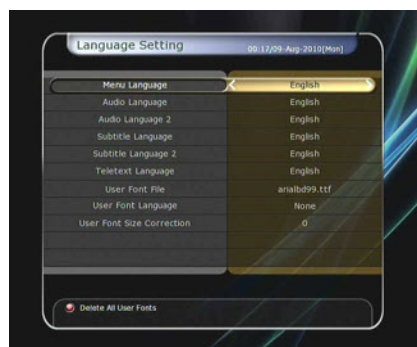 Language Setting 00:17/09-Aug-2010[Mon]
Menu Language English
Audio Language English
Audio Language 2 English
Subtitle Language English
Subtitle Language 2 English
Teletext Language English
User Font File arialbd99.ttf
User Font Language None
User Font Size Correction 0
Delete All User Fonts